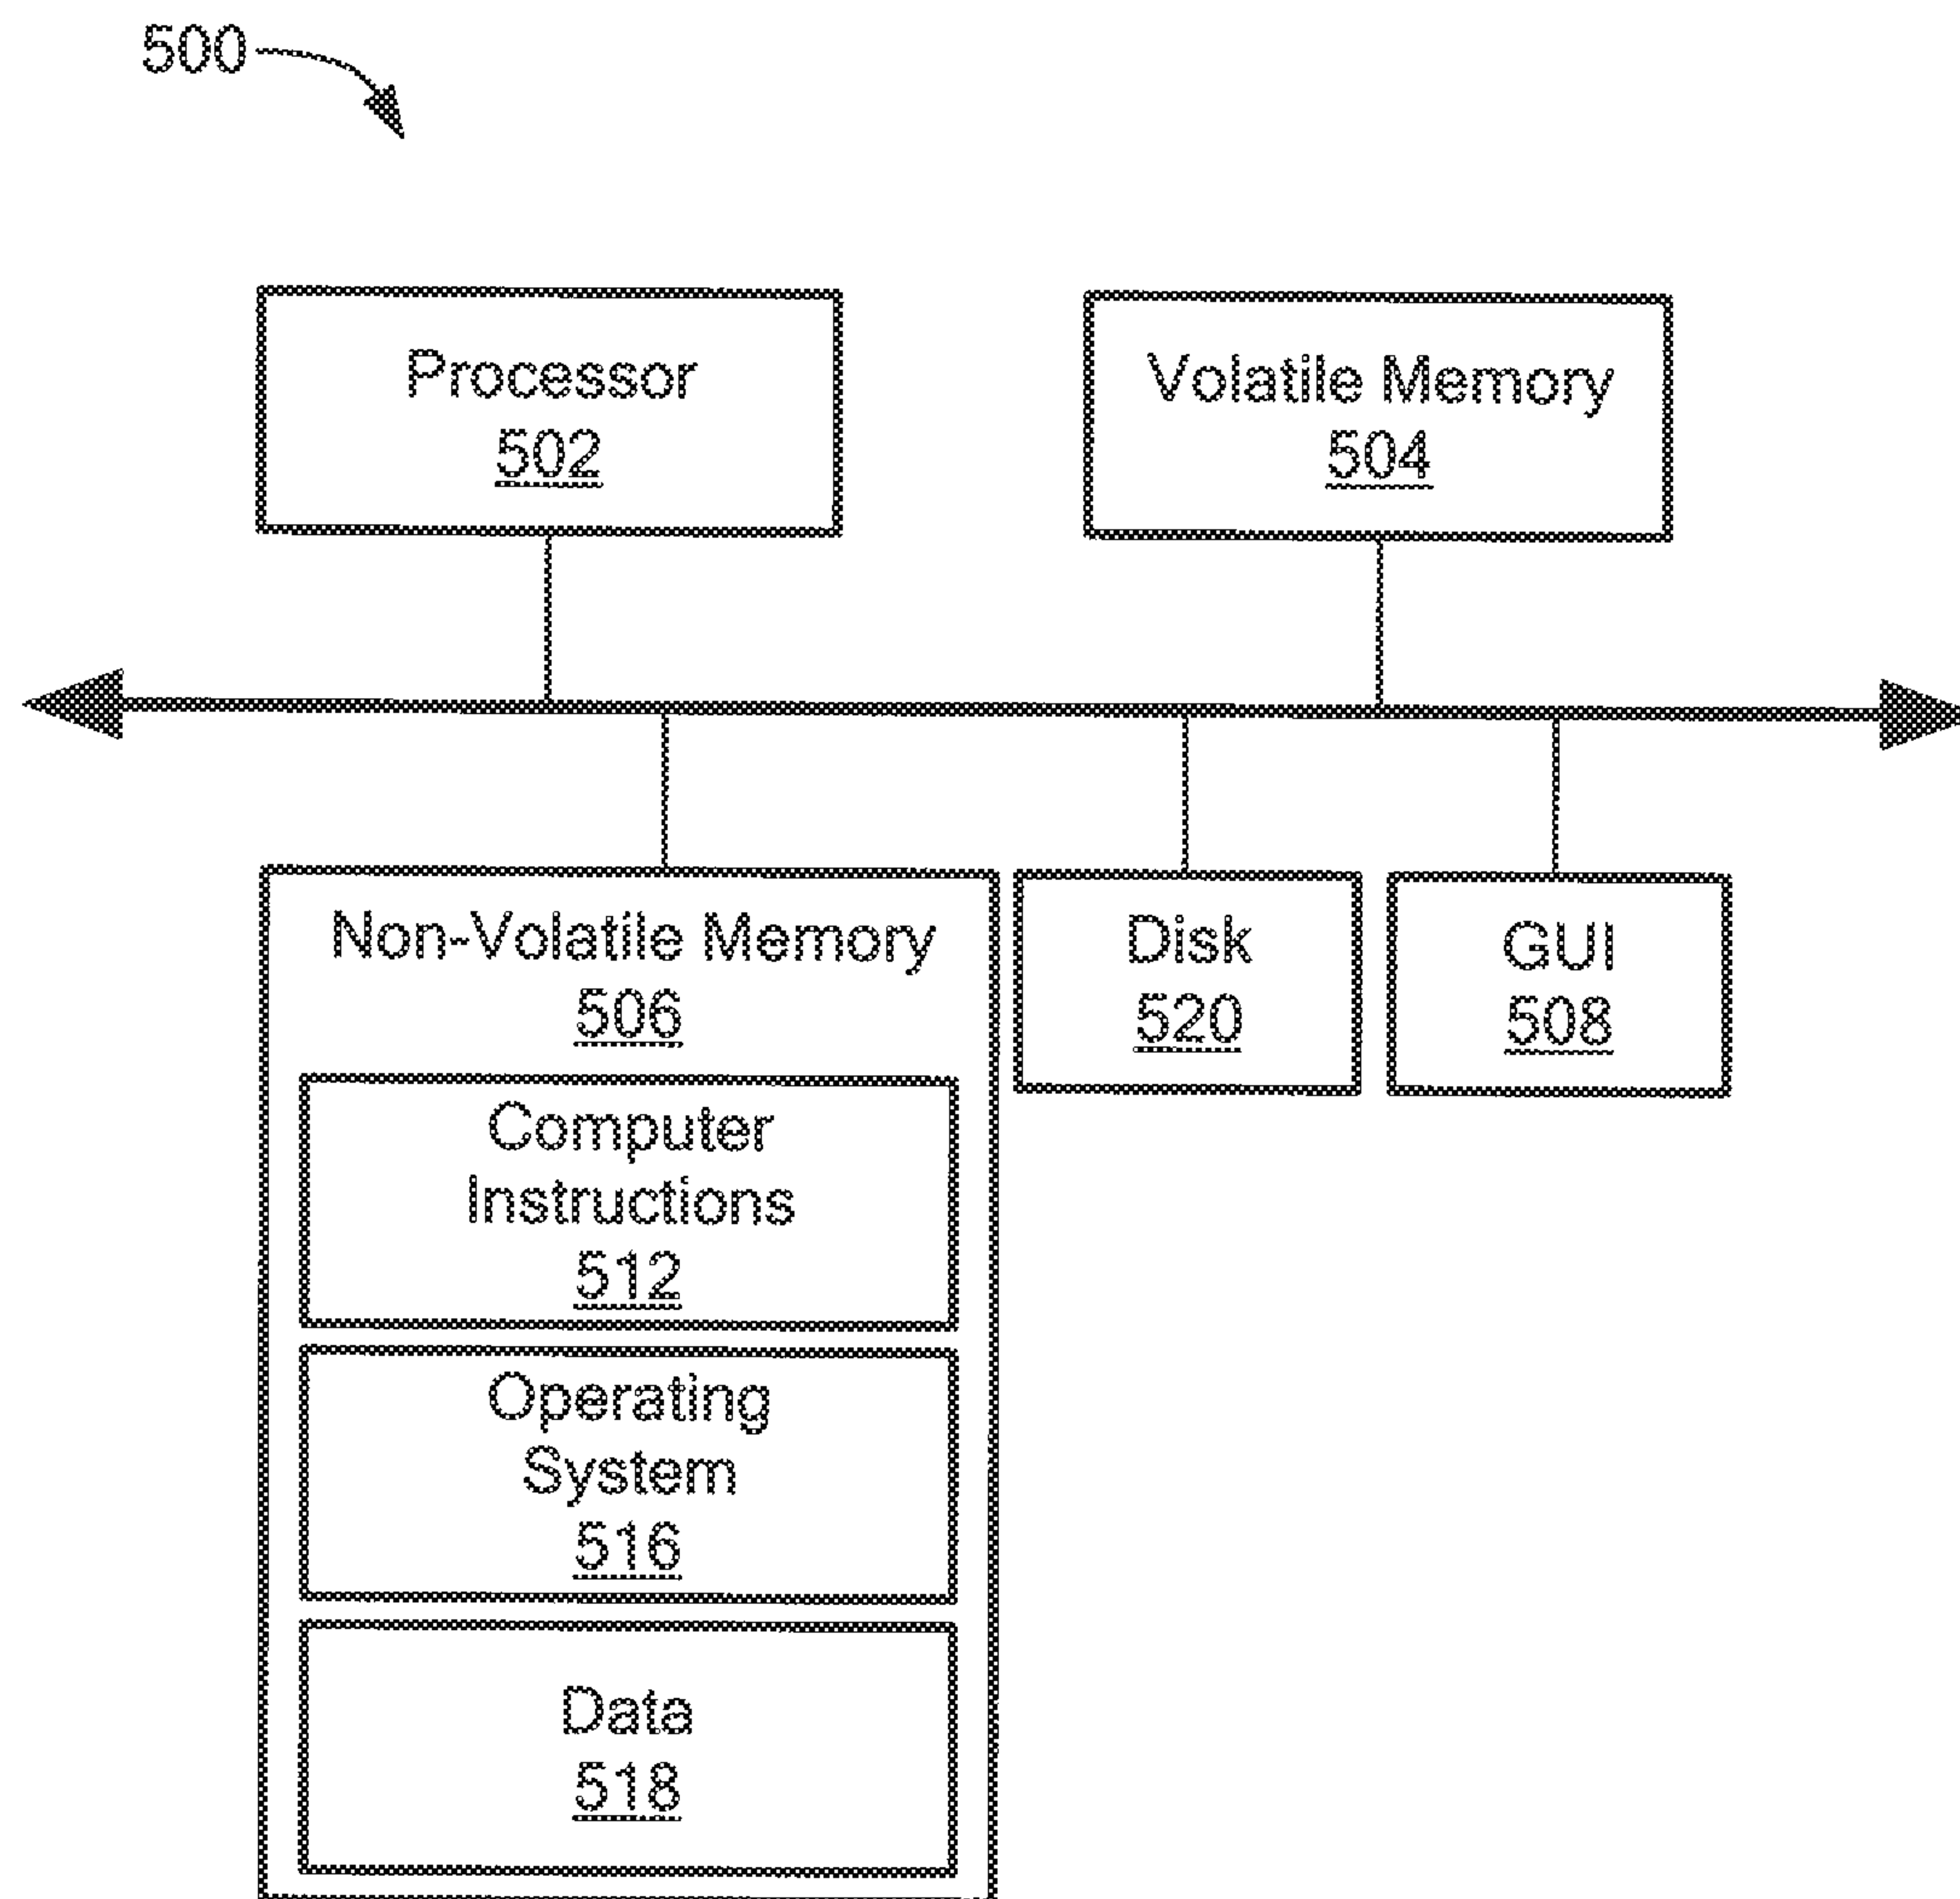 500
Processor
502
Volatile Memory
504
Non-Volatile Memory
506
Disk
520
GUI
508
Computer
Instructions
512
Operating
System
516
Data
518